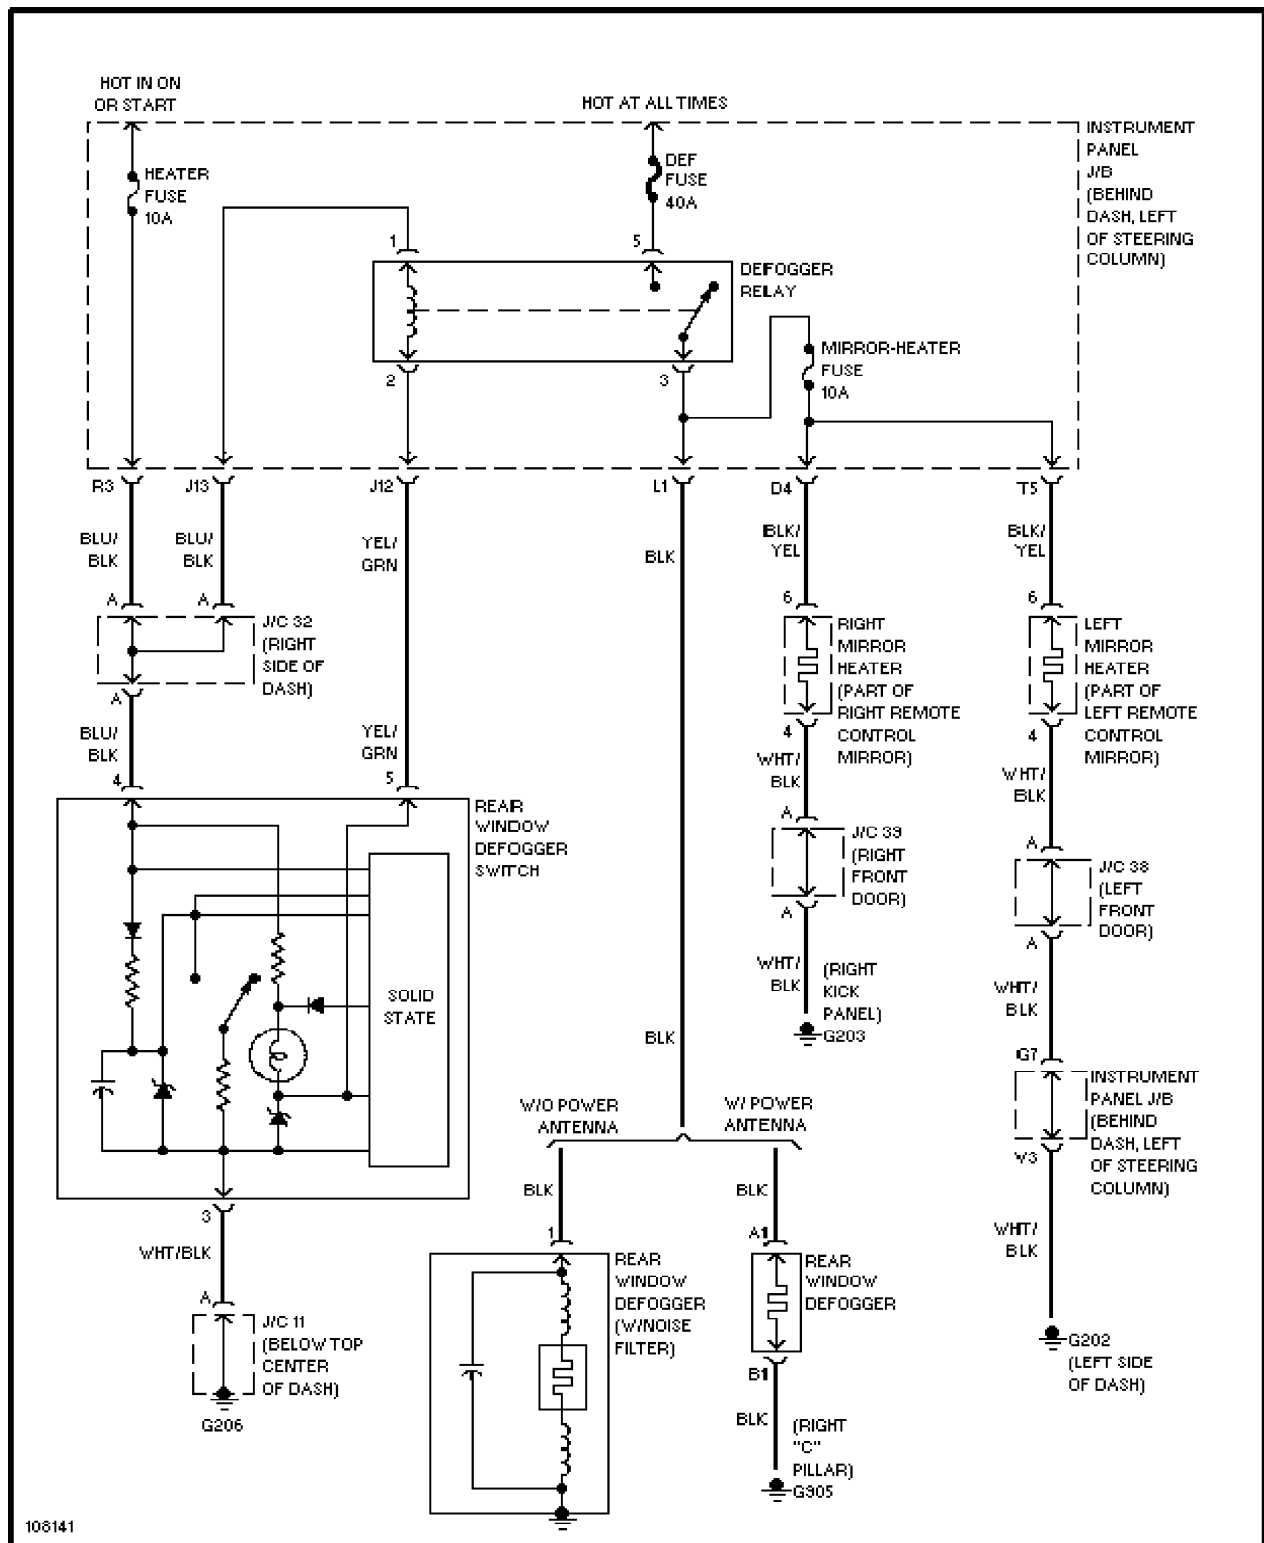 HOT IN ON
OR START
HOT AT ALL TIMES
HEATER
FUSE
10A
DEF
FUSE
40A
INSTRUMENT
PANEL
J/B
(BEHIND
DASH, LEFT
OF STEERING
COLUMN)
1
5
DEFOGGER
RELAY
2
3
MIRROR-HEATER
FUSE
10A
R3
J13
J12
L1
D4
T5
BLU/
BLK
BLU/
BLK
YEL/
GRN
BLK
BLK/
YEL
BLK/
YEL
A
A
6
6
J/C 32
(RIGHT
SIDE OF
DASH)
A
RIGHT
MIRROR
HEATER
(PART OF
RIGHT REMOTE
CONTROL
MIRROR)
LEFT
MIRROR
HEATER
(PART OF
LEFT REMOTE
CONTROL
MIRROR)
BLU/
BLK
YEL/
GRN
4
4
4
5
WHT/
BLK
WHT/
BLK
REAR
WINDOW
DEFOGGER
SWITCH
A
J/C 39
(RIGHT
FRONT
DOOR)
A
A
J/C 38
(LEFT
FRONT
DOOR)
A
SOLID
STATE
WHT/
BLK
(RIGHT
KICK
PANEL)
G203
WHT/
BLK
BLK
G7
INSTRUMENT
PANEL J/B
(BEHIND
DASH, LEFT
OF STEERING
COLUMN)
V3
W/O POWER
ANTENNA
W/ POWER
ANTENNA
BLK
BLK
3
WHT/BLK
1
A1
WHT/
BLK
REAR
WINDOW
DEFOGGER
(W/NOISE
FILTER)
REAR
WINDOW
DEFOGGER
A
J/C 11
(BELOW TOP
CENTER
OF DASH)
G206
B1
BLK
(RIGHT
"C"
PILLAR)
G905
G202
(LEFT SIDE
OF DASH)
108141